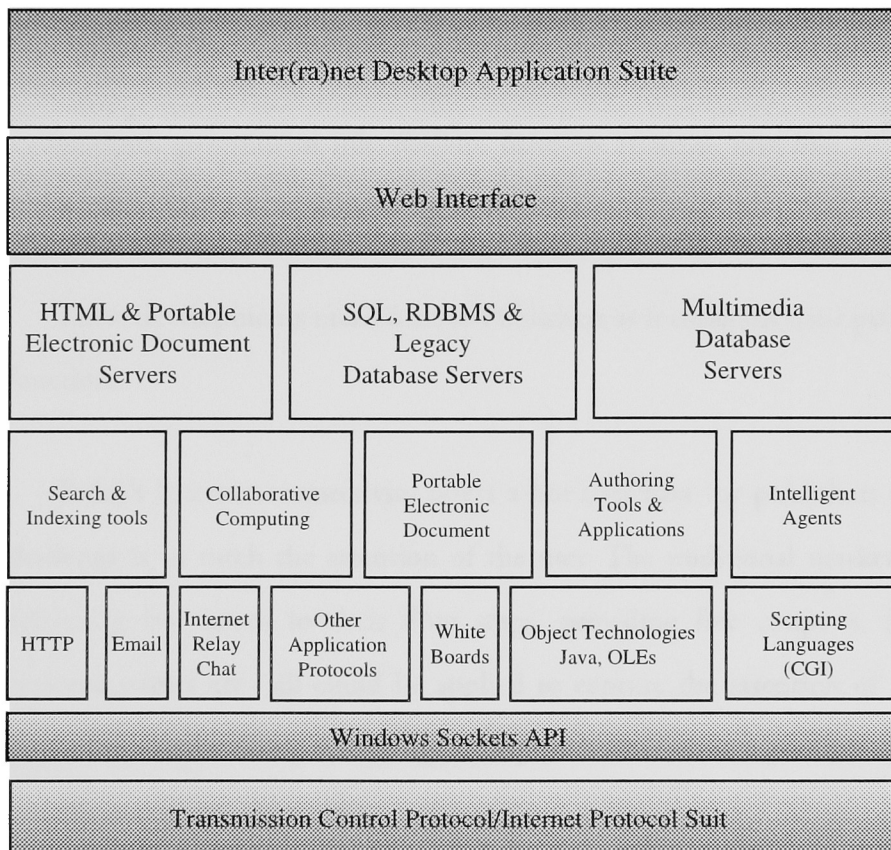 Inter(ra)net Desktop Application Suite
Web Interface
HTML & Portable
Electronic Document
Servers
SQL, RDBMS &
Legacy
Database Servers
Multimedia
Database
Servers
Search &
Indexing tools
Collaborative
Computing
Portable
Electronic
Document
Authoring
Tools &
Applications
Intelligent
Agents
HTTP
Email
Internet
Relay
Chat
Other
Application
Protocols
White
Boards
Object Technologies
Java, OLEs
Scripting
Languages
(CGI)
Windows Sockets API
Transmission Control Protocol/Internet Protocol Suit